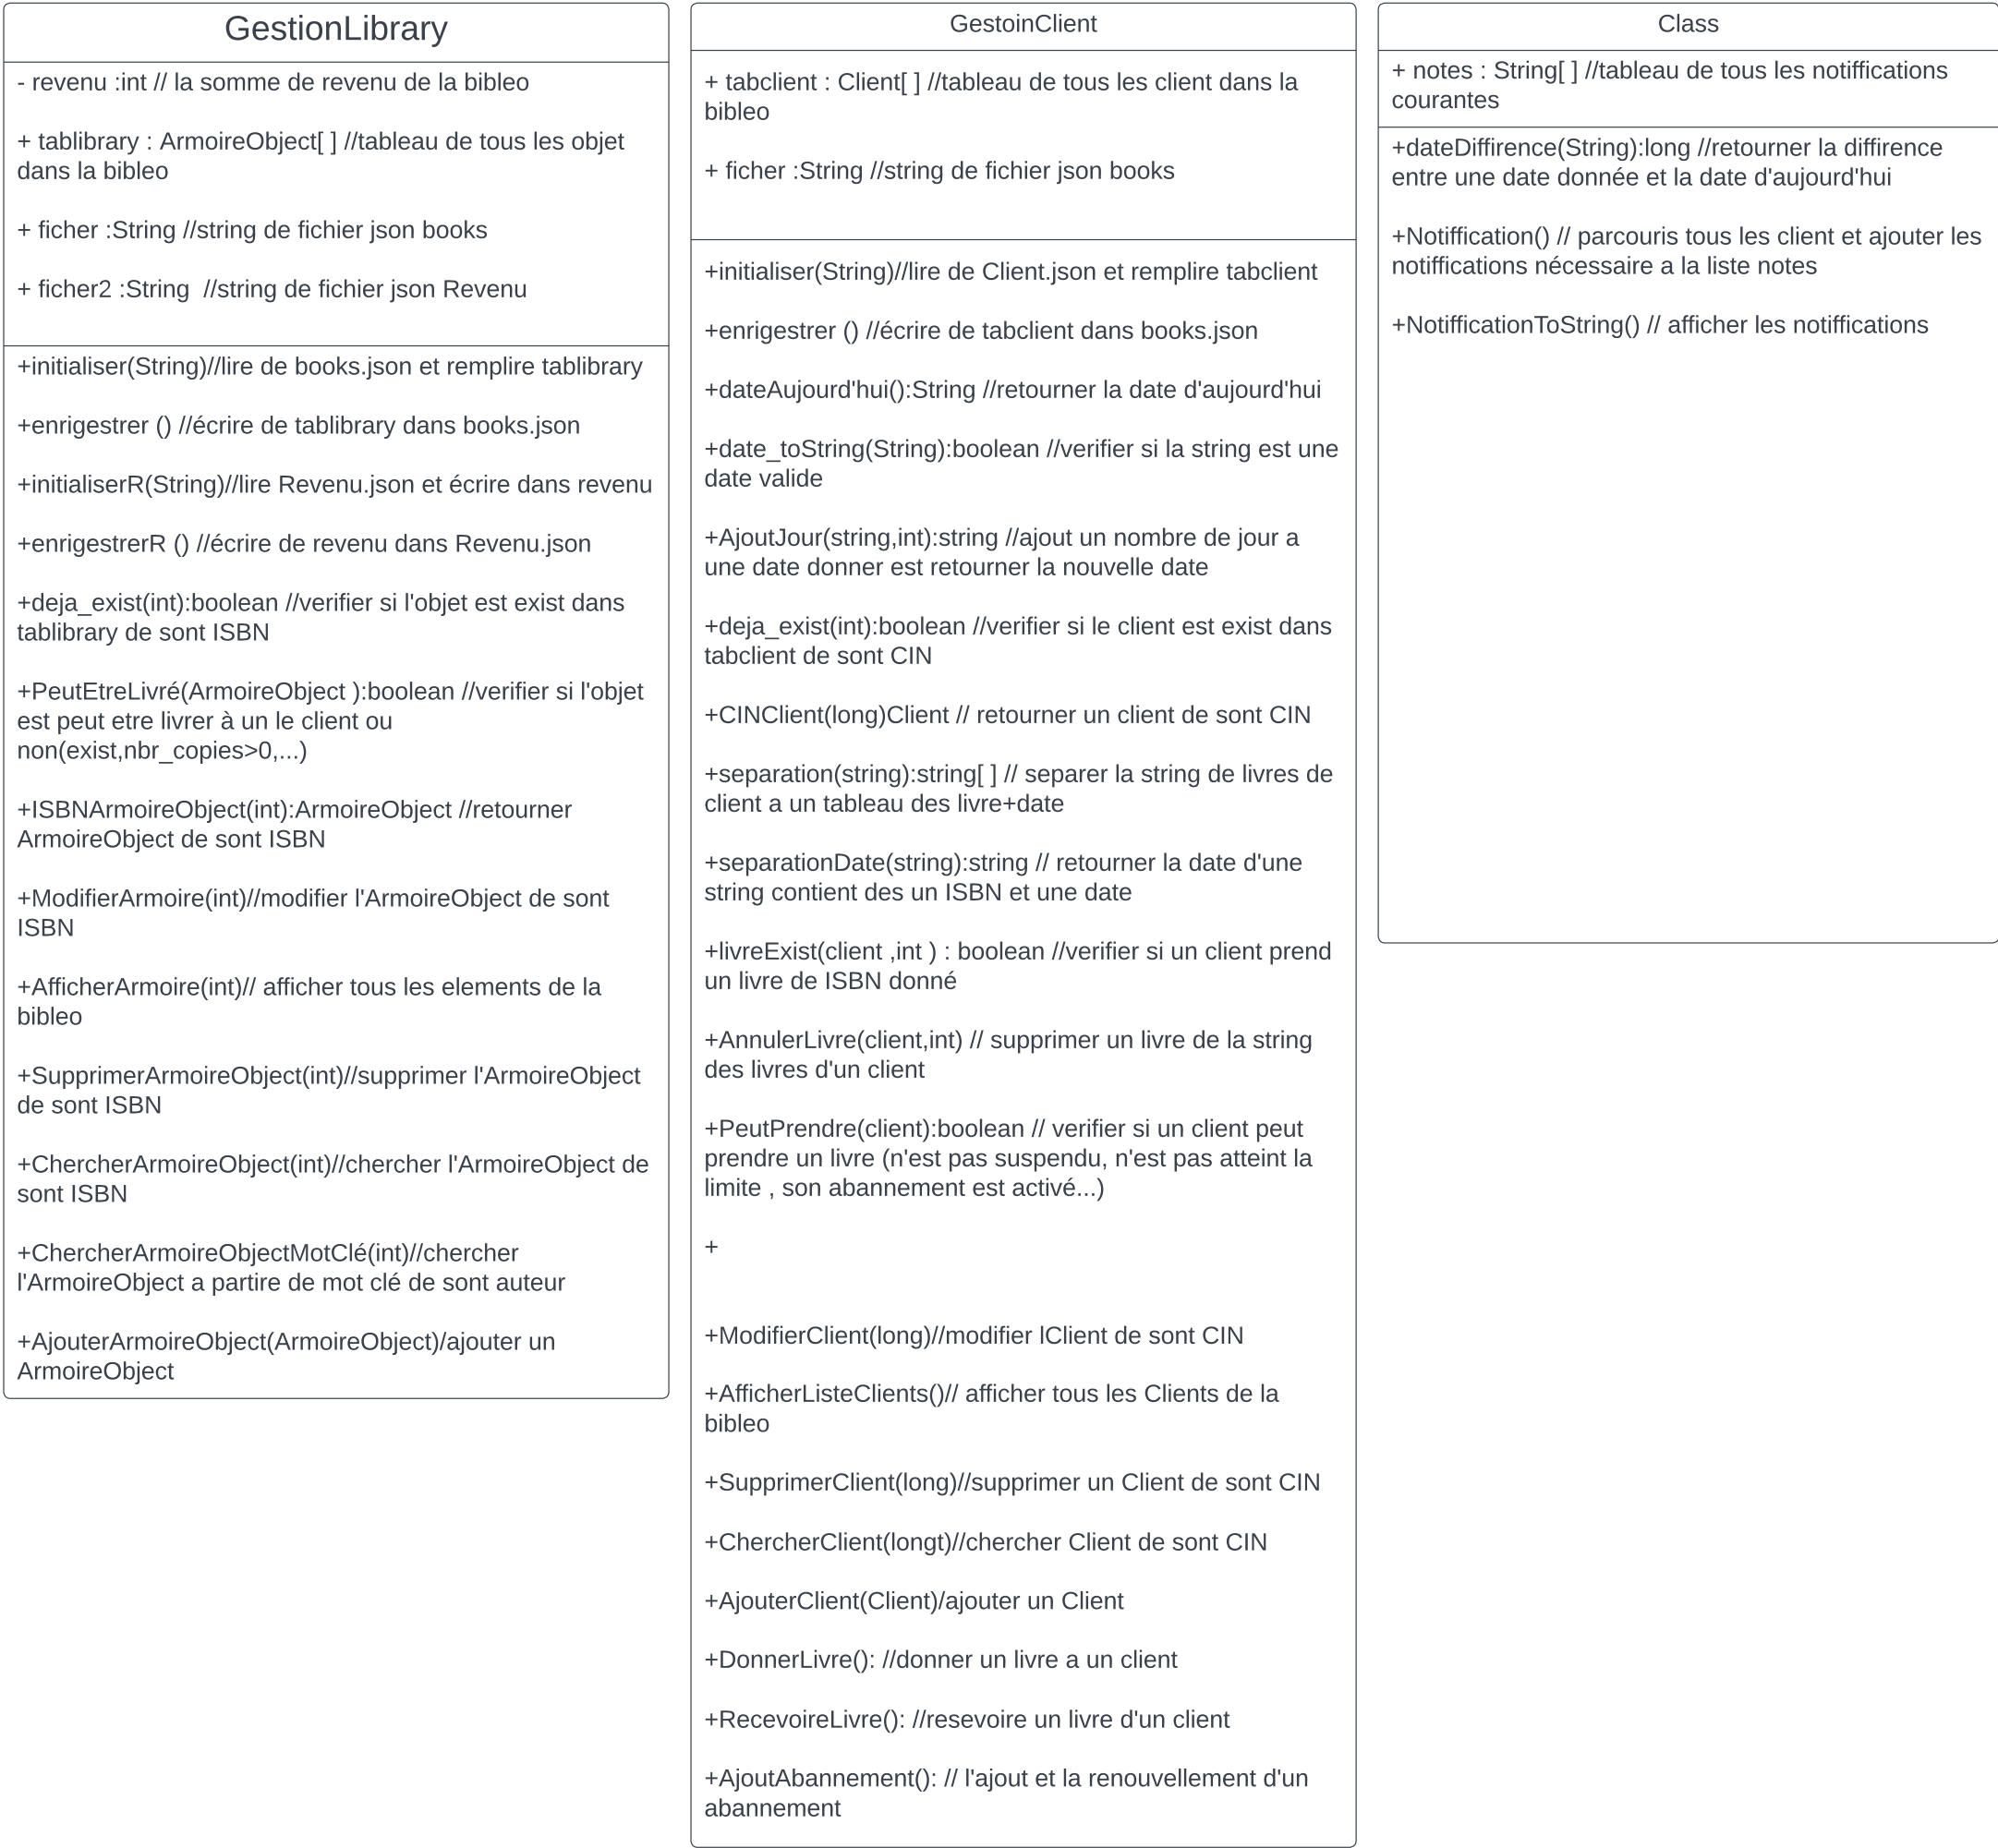 GestionLibrary
- revenu :int // la somme de revenu de la bibleo
+ tablibrary : ArmoireObject[ ] //tableau de tous les objet
dans la bibleo
+ ficher :String //string de fichier json books
+ ficher2 :String  //string de fichier json Revenu
+initialiser(String)//lire de books.json et remplire tablibrary
+enrigestrer () //écrire de tablibrary dans books.json
+initialiserR(String)//lire Revenu.json et écrire dans revenu
+enrigestrerR () //écrire de revenu dans Revenu.json
+deja_exist(int):boolean //verifier si l'objet est exist dans
tablibrary de sont ISBN
+PeutEtreLivré(ArmoireObject ):boolean //verifier si l'objet
est peut etre livrer à un le client ou
non(exist,nbr_copies>0,...)
+ISBNArmoireObject(int):ArmoireObject //retourner
ArmoireObject de sont ISBN
+ModifierArmoire(int)//modifier l'ArmoireObject de sont
ISBN
+AfficherArmoire(int)// afficher tous les elements de la
bibleo
+SupprimerArmoireObject(int)//supprimer l'ArmoireObject
de sont ISBN
+ChercherArmoireObject(int)//chercher l'ArmoireObject de
sont ISBN
+ChercherArmoireObjectMotClé(int)//chercher
l'ArmoireObject a partire de mot clé de sont auteur
+AjouterArmoireObject(ArmoireObject)/ajouter un
ArmoireObject
GestoinClient
+ tabclient : Client[ ] //tableau de tous les client dans la
bibleo
+ ficher :String //string de fichier json books
+initialiser(String)//lire de Client.json et remplire tabclient
+enrigestrer () //écrire de tabclient dans books.json
+dateAujourd'hui():String //retourner la date d'aujourd'hui
+date_toString(String):boolean //verifier si la string est une
date valide
+AjoutJour(string,int):string //ajout un nombre de jour a
une date donner est retourner la nouvelle date
+deja_exist(int):boolean //verifier si le client est exist dans
tabclient de sont CIN
+CINClient(long)Client // retourner un client de sont CIN
+separation(string):string[ ] // separer la string de livres de
client a un tableau des livre+date
+separationDate(string):string // retourner la date d'une
string contient des un ISBN et une date
+livreExist(client ,int ) : boolean //verifier si un client prend
un livre de ISBN donné
+AnnulerLivre(client,int) // supprimer un livre de la string
des livres d'un client
+PeutPrendre(client):boolean // verifier si un client peut
prendre un livre (n'est pas suspendu, n'est pas atteint la
limite , son abannement est activé...)
+
+ModifierClient(long)//modifier lClient de sont CIN
+AfficherListeClients()// afficher tous les Clients de la
bibleo
+SupprimerClient(long)//supprimer un Client de sont CIN
+ChercherClient(longt)//chercher Client de sont CIN
+AjouterClient(Client)/ajouter un Client
+DonnerLivre(): //donner un livre a un client
+RecevoireLivre(): //resevoire un livre d'un client
+AjoutAbannement(): // l'ajout et la renouvellement d'un
abannement
Class
+ notes : String[ ] //tableau de tous les notiffications
courantes
+dateDiffirence(String):long //retourner la diffirence
entre une date donnée et la date d'aujourd'hui
+Notiffication() // parcouris tous les client et ajouter les
notiffications nécessaire a la liste notes
+NotifficationToString() // afficher les notiffications